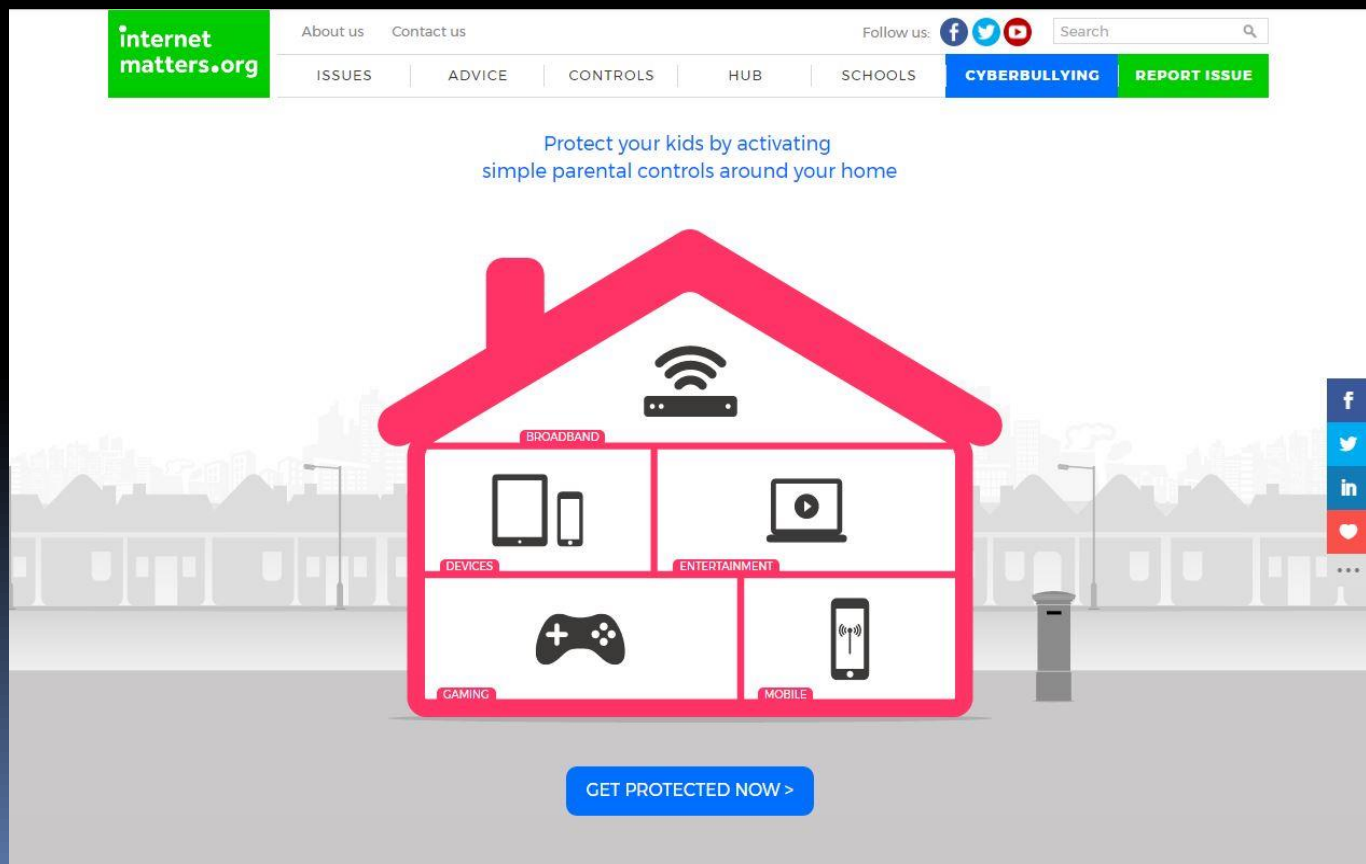 internet
matters.org
About us Contact us
Follow us: Search
ISSUES ADVICE CONTROLS HUB SCHOOLS CYBERBULLYING REPORT ISSUE
Protect your kids by activating
simple parental controls around your home
BROADBAND
DEVICES ENTERTAINMENT
GAMING MOBILE
GET PROTECTED NOW >